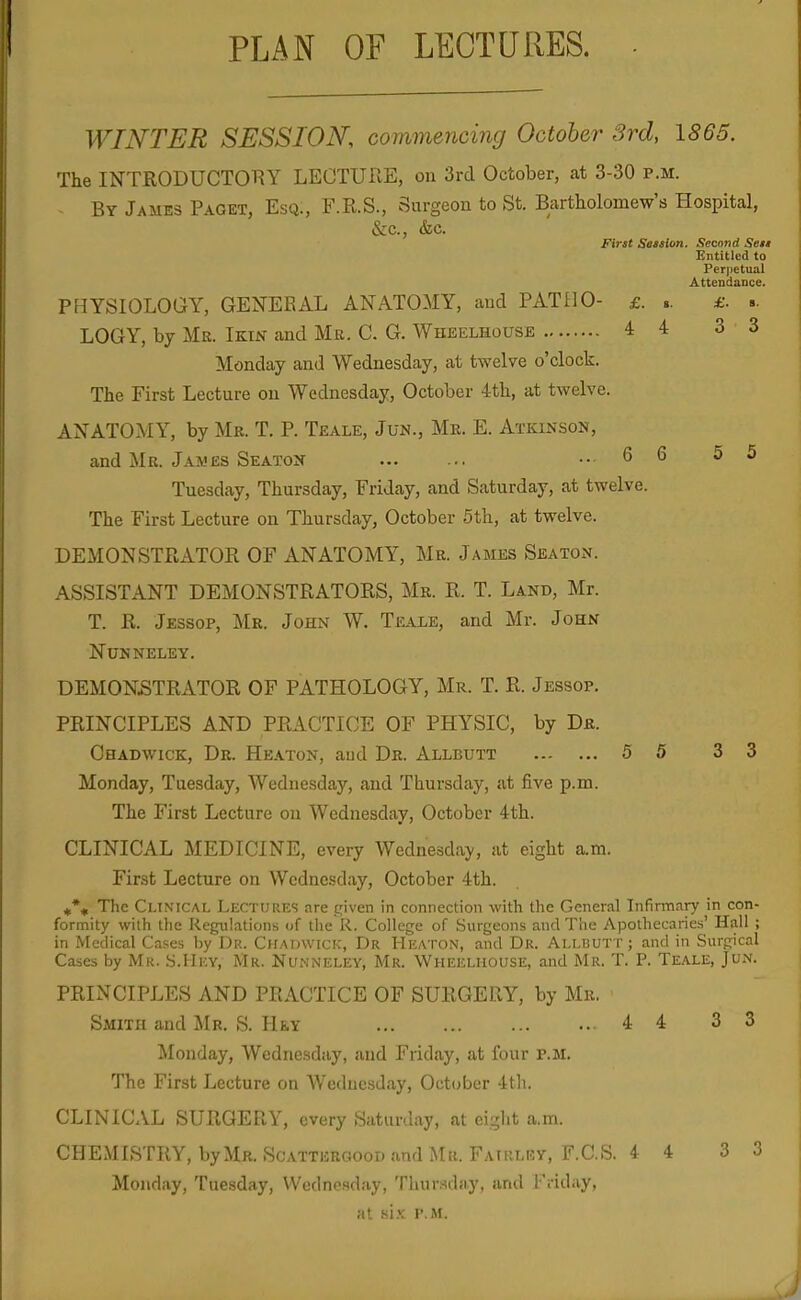 PLAN OF LECTURES.
WINTER SESSION, commencing October 3rd, 1865.
The INTRODUCTORY LECTURE, on 3rd October, at 3-30 P.M.
By James Paget, Esq., F.R.S., Surgeon to St. Bartholomew's Hospital,
&c., &c.
First Session. Second Sess
Entitled to
Perpetual
Attendance.
PHYSIOLOGY, GENERAL ANATOMY, and PATHO- £. s. £. s.
LOGY, by Mr. Ikin and Mr. C. G. Wheelhouse ......... 4 4 3 3
Monday and Wednesday, at twelve o'clock.
The First Lecture on Wednesday, October 4th, at twelve.
ANATOMY, by Mr. T. P. Teale, Jun., Mr. E. Atkinson,
and Mr. James Seaton ... ... ... 6 6 5 5
Tuesday, Thursday, Friday, and Saturday, at twelve.
The First Lecture on Thursday, October 5th, at twelve.
DEMONSTRATOR OF ANATOMY, Mr. James Seaton.
ASSISTANT DEMONSTRATORS, Mr. R. T. Land, Mr.
T. R. Jessop, Mr. John W. Teale, and Mr. John
Nunneley.
DEMONSTRATOR OF PATHOLOGY, Mr. T. R. Jessop.
PRINCIPLES AND PRACTICE OF PHYSIC, by Dr.
Chadwick, Dr. Heaton, and Dr. Allbutt ... ... 5 5 3 3
Monday, Tuesday, Wednesday, and Thursday, at five p.m.
The First Lecture on Wednesday, October 4th.
CLINICAL MEDICINE, every Wednesday, at eight a.m.
First Lecture on Wednesday, October 4th.
*** The Clinical Lectures are given in connection with the General Infirmary in con-
formity with the Regulations of the R. College of Surgeons and The Apothecaries' Hall ;
in Medical Cases by Dr. Chadwick, Dr Heaton, and Dr. Allbutt ; and in Surgical
Cases by Mr. S.Hey, Mr. Nunneley, Mr. Wheelhouse, and Mr. T. P. Teale, Jun.
PRINCIPLES AND PRACTICE OF SURGERY, by Mr.
Smith and Mr. S. Hey ... ... ... ... 4 4 3 3
Monday, Wednesday, and Friday, at four P.M.
The First Lecture on Wednesday, October 4th.
CLINICAL SURGERY, every Saturday, at eight a.m.
CHEMISTRY, by Mr. Scattergood and Mr. Fairley, F.C.S. 4 4 3 3
Monday, Tuesday, Wednesday, Thursday, and Friday,
at six P.M.